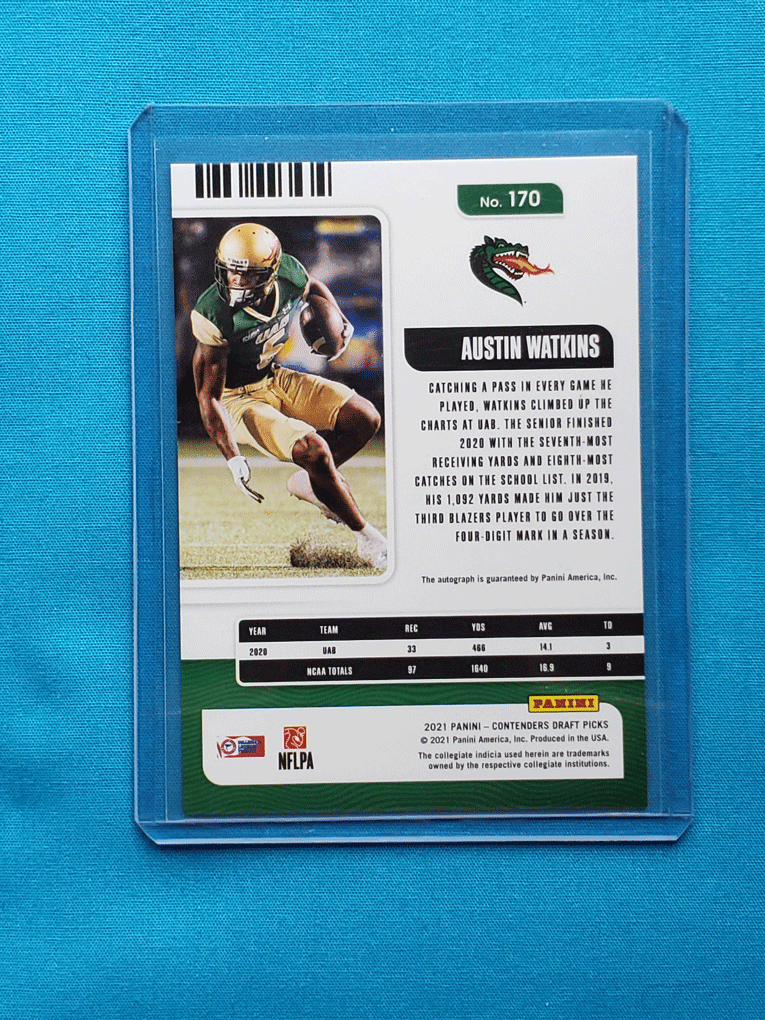 No. 170
UAB
5
AUSTIN WATKINS
CATCHING A PASS IN EVERY GAME HE
PLAYED, WATKINS CLIMBED UP THE
CHARTS AT UAB. THE SENIOR FINISHED
2020 WITH THE SEVENTH-MOST
RECEIVING YARDS AND EIGHTH-MOST
CATCHES ON THE SCHOOL LIST. IN 2019,
HIS 1,092 YARDS MADE HIM JUST THE
THIRD BLAZERS PLAYER TO GO OVER THE
FOUR-DIGIT MARK IN A SEASON.
The autograph is guaranteed by Panini America, Inc.
YEAR TEAM REC YDS AVG TD
2020 UAB 33 466 14.1 3
NCAA TOTALS 97 1640 16.9 9
PANINI
2021 PANINI – CONTENDERS DRAFT PICKS
© 2021 Panini America, Inc. Produced in the USA.
The collegiate indicia used herein are trademarks
owned by the respective collegiate institutions.
NFLPA